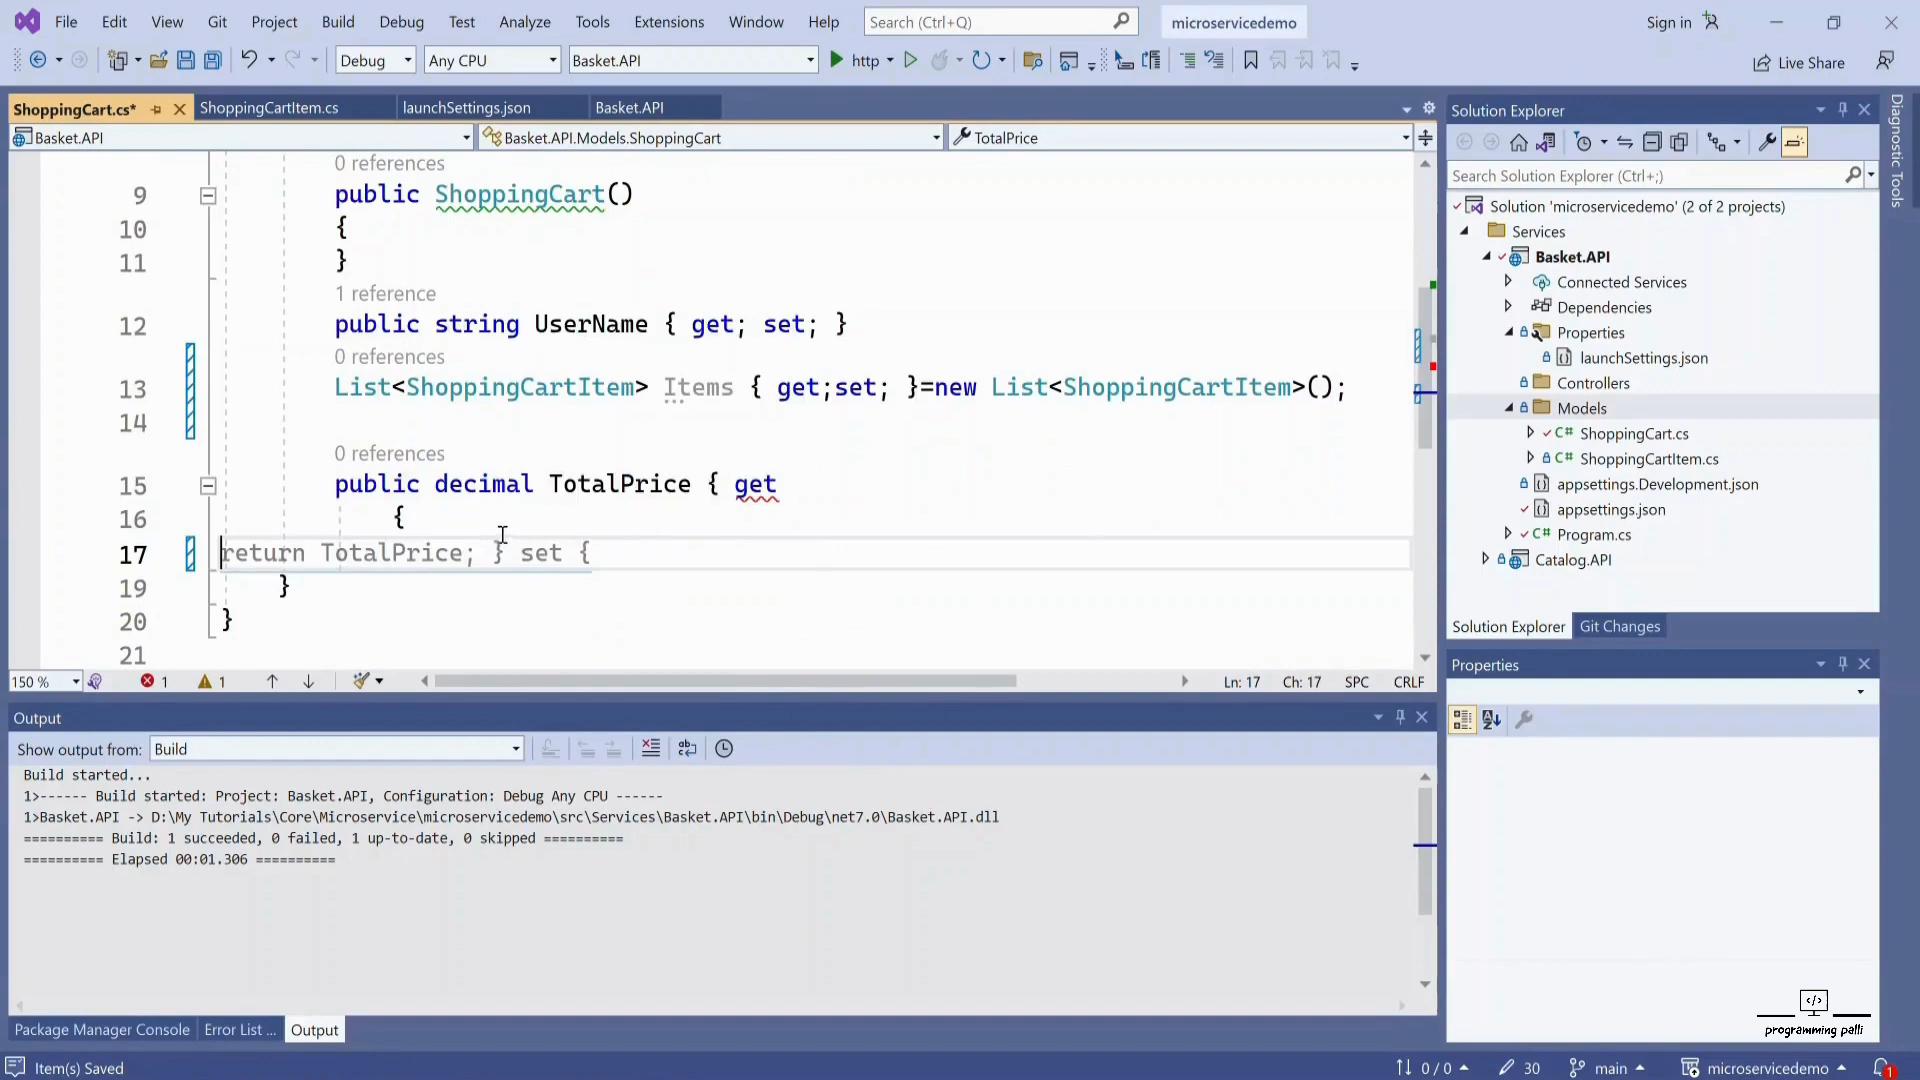 File Edit View Git Project Build Debug Test Analyze Tools Extensions Window Help Search (Ctrl+Q) microservicedemo Sign in
Debug Any CPU Basket.API http Live Share
ShoppingCart.cs* ShoppingCartItem.cs launchSettings.json Basket.API
Basket.API Basket.API.Models.ShoppingCart TotalPrice
0 references
9 public ShoppingCart()
10 {
11 }
1 reference
12 public string UserName { get; set; }
0 references
13 List<ShoppingCartItem> Items { get;set; }=new List<ShoppingCartItem>();
14
0 references
15 public decimal TotalPrice { get
16 {
17 return TotalPrice; } set {
19 }
20 }
21
150 % 1 1 Ln: 17 Ch: 17 SPC CRLF
Output
Show output from: Build
Build started...
1>------ Build started: Project: Basket.API, Configuration: Debug Any CPU ------
1>Basket.API -> D:\My Tutorials\Core\Microservice\microservicedemo\src\Services\Basket.API\bin\Debug\net7.0\Basket.API.dll
========== Build: 1 succeeded, 0 failed, 1 up-to-date, 0 skipped ==========
========== Elapsed 00:01.306 ==========
Package Manager Console Error List ... Output
Solution Explorer
Search Solution Explorer (Ctrl+;)
Solution 'microservicedemo' (2 of 2 projects)
Services
Basket.API
Connected Services
Dependencies
Properties
launchSettings.json
Controllers
Models
C# ShoppingCart.cs
C# ShoppingCartItem.cs
appsettings.Development.json
appsettings.json
C# Program.cs
Catalog.API
Solution Explorer Git Changes
Properties
Diagnostic Tools
programming palli
Item(s) Saved 0 / 0 30 main microservicedemo 1